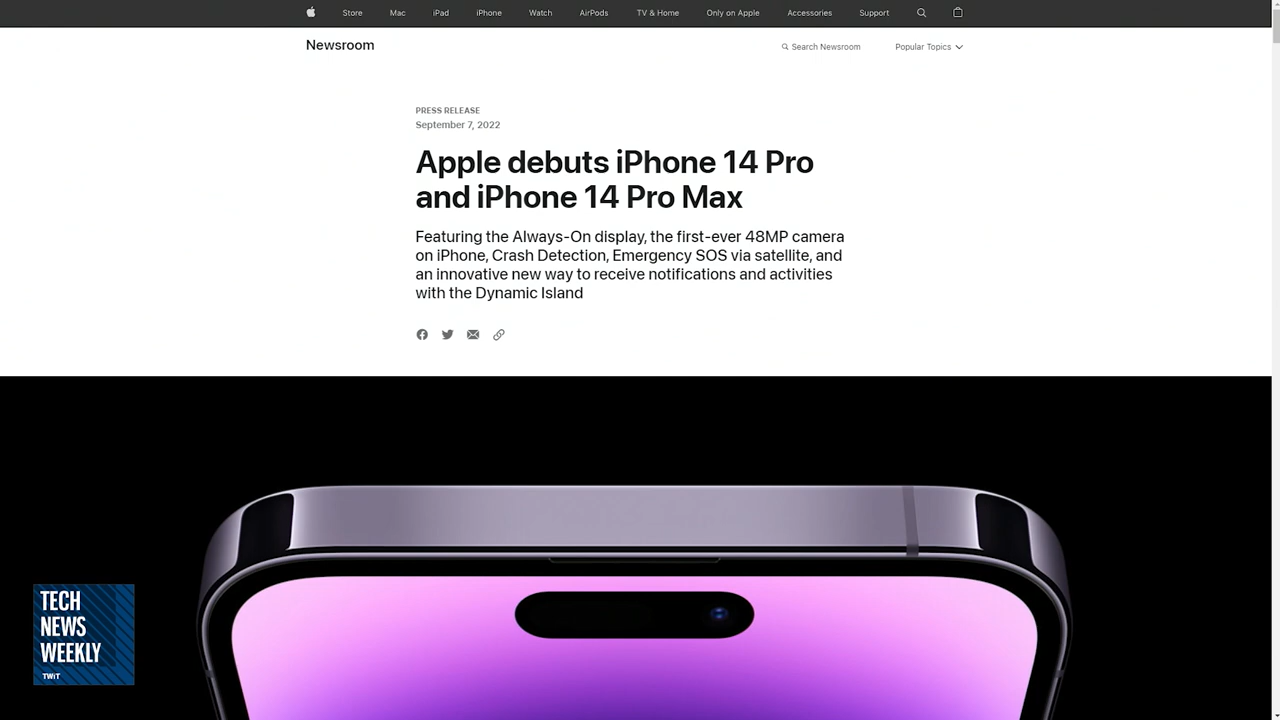 Store Mac iPad iPhone Watch AirPods TV & Home Only on Apple Accessories Support
Newsroom
Search Newsroom Popular Topics
PRESS RELEASE
September 7, 2022
Apple debuts iPhone 14 Pro
and iPhone 14 Pro Max
Featuring the Always-On display, the first-ever 48MP camera
on iPhone, Crash Detection, Emergency SOS via satellite, and
an innovative new way to receive notifications and activities
with the Dynamic Island
TECH
NEWS
WEEKLY
TWiT